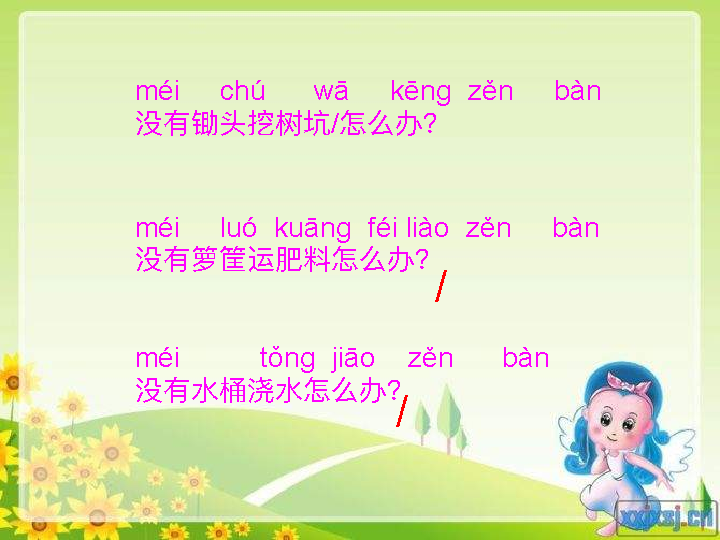 méi chú wā kēng zěn bàn
没有锄头挖树坑/怎么办?
méi luó kuāng féi liào zěn bàn
没有箩筐运肥料怎么办?
/
méi tǒng jiāo zěn bàn
没有水桶浇水怎么办?
/
xxjxsj.cn